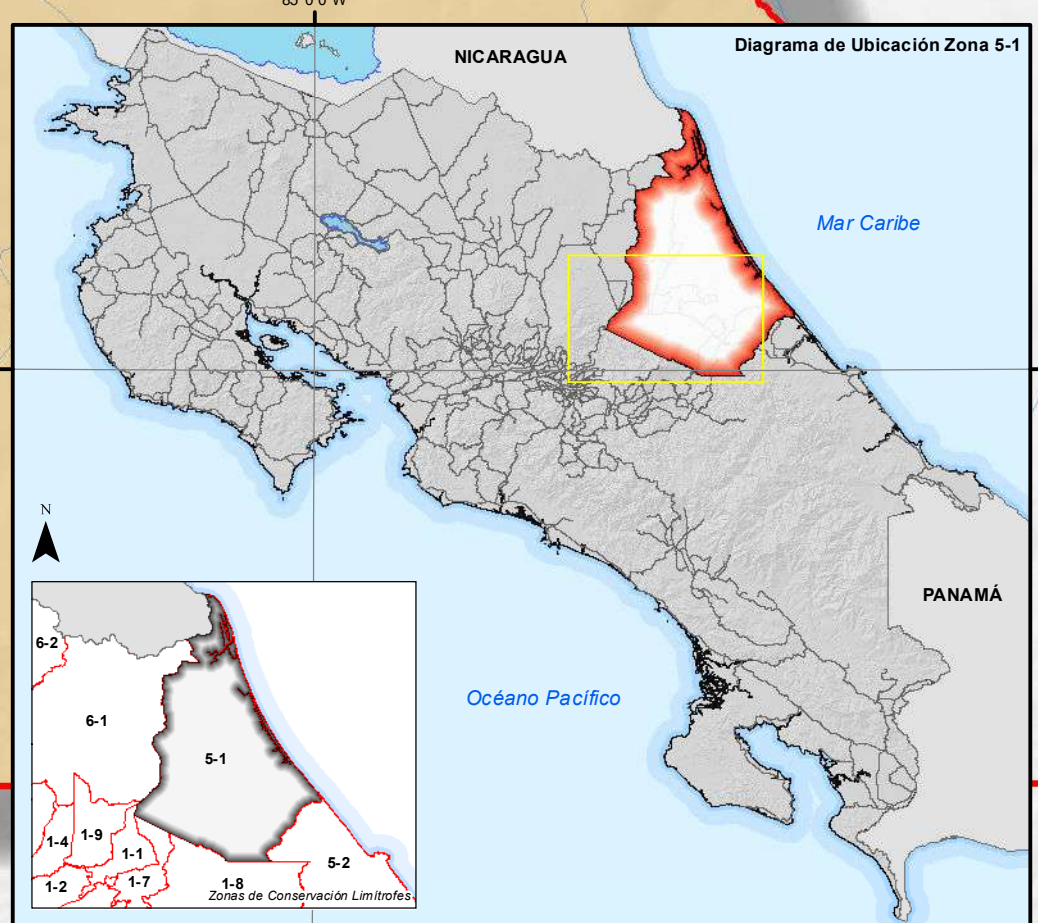 Diagrama de Ubicación Zona 5-1
NICARAGUA
Mar Caribe
N
PANAMÁ
Océano Pacífico
6-2
6-1
5-1
1-4
1-9
1-1
1-2
1-7
1-8
5-2
Zonas de Conservación Limítrofes